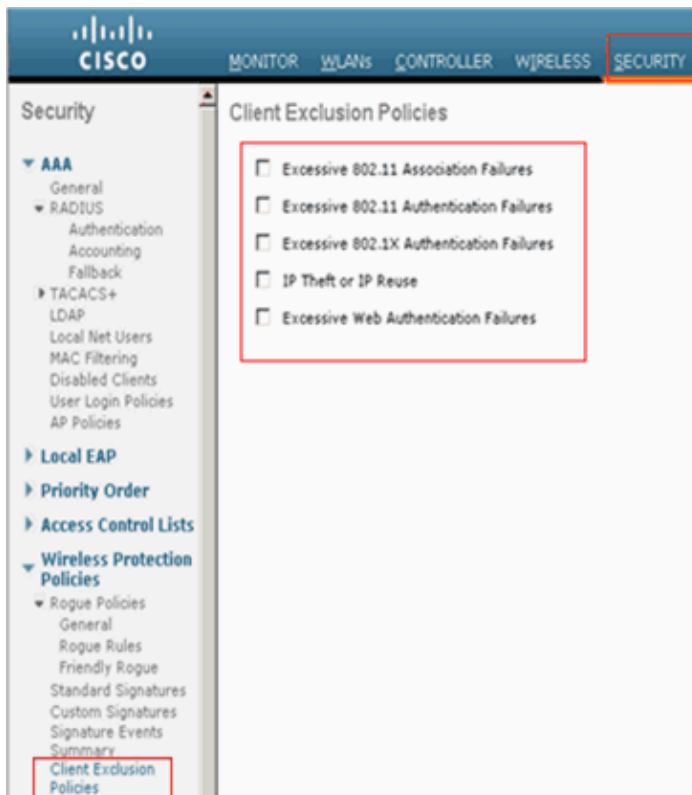 CISCO
MONITOR WLANs CONTROLLER WIRELESS SECURITY
Security
AAA
General
RADIUS
Authentication
Accounting
Fallback
TACACS+
LDAP
Local Net Users
MAC Filtering
Disabled Clients
User Login Policies
AP Policies
Local EAP
Priority Order
Access Control Lists
Wireless Protection
Policies
Rogue Policies
General
Rogue Rules
Friendly Rogue
Standard Signatures
Custom Signatures
Signature Events
Summary
Client Exclusion
Policies
Client Exclusion Policies
Excessive 802.11 Association Failures
Excessive 802.11 Authentication Failures
Excessive 802.1X Authentication Failures
IP Theft or IP Reuse
Excessive Web Authentication Failures